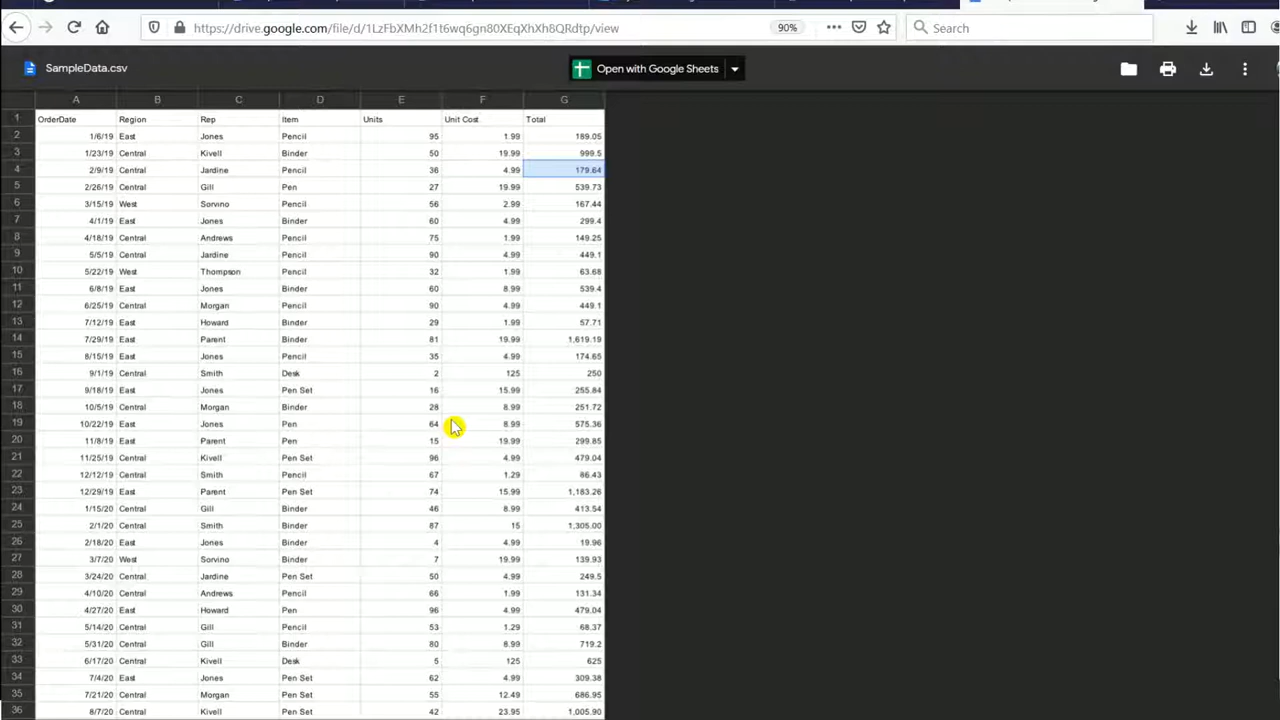 https://drive.google.com/file/d/1LzFbXMh2f1t6wq6gn80XEqXhXh8QRdtp/view 90% Search
SampleData.csv Open with Google Sheets
A B C D E F G
1 OrderDate Region Rep Item Units Unit Cost Total
2 1/6/19 East Jones Pencil 95 1.99 189.05
3 1/23/19 Central Kivell Binder 50 19.99 999.5
4 2/9/19 Central Jardine Pencil 36 4.99 179.64
5 2/26/19 Central Gill Pen 27 19.99 539.73
6 3/15/19 West Sorvino Pencil 56 2.99 167.44
7 4/1/19 East Jones Binder 60 4.99 299.4
8 4/18/19 Central Andrews Pencil 75 1.99 149.25
9 5/5/19 Central Jardine Pencil 90 4.99 449.1
10 5/22/19 West Thompson Pencil 32 1.99 63.68
11 6/8/19 East Jones Binder 60 8.99 539.4
12 6/25/19 Central Morgan Pencil 90 4.99 449.1
13 7/12/19 East Howard Binder 29 1.99 57.71
14 7/29/19 East Parent Binder 81 19.99 1,619.19
15 8/15/19 East Jones Pencil 35 4.99 174.65
16 9/1/19 Central Smith Desk 2 125 250
17 9/18/19 East Jones Pen Set 16 15.99 255.84
18 10/5/19 Central Morgan Binder 28 8.99 251.72
19 10/22/19 East Jones Pen 64 8.99 575.36
20 11/8/19 East Parent Pen 15 19.99 299.85
21 11/25/19 Central Kivell Pen Set 96 4.99 479.04
22 12/12/19 Central Smith Pencil 67 1.29 86.43
23 12/29/19 East Parent Pen Set 74 15.99 1,183.26
24 1/15/20 Central Gill Binder 46 8.99 413.54
25 2/1/20 Central Smith Binder 87 15 1,305.00
26 2/18/20 East Jones Binder 4 4.99 19.96
27 3/7/20 West Sorvino Binder 7 19.99 139.93
28 3/24/20 Central Jardine Pen Set 50 4.99 249.5
29 4/10/20 Central Andrews Pencil 66 1.99 131.34
30 4/27/20 East Howard Pen 96 4.99 479.04
31 5/14/20 Central Gill Pencil 53 1.29 68.37
32 5/31/20 Central Gill Binder 80 8.99 719.2
33 6/17/20 Central Kivell Desk 5 125 625
34 7/4/20 East Jones Pen Set 62 4.99 309.38
35 7/21/20 Central Morgan Pen Set 55 12.49 686.95
36 8/7/20 Central Kivell Pen Set 42 23.95 1,005.90